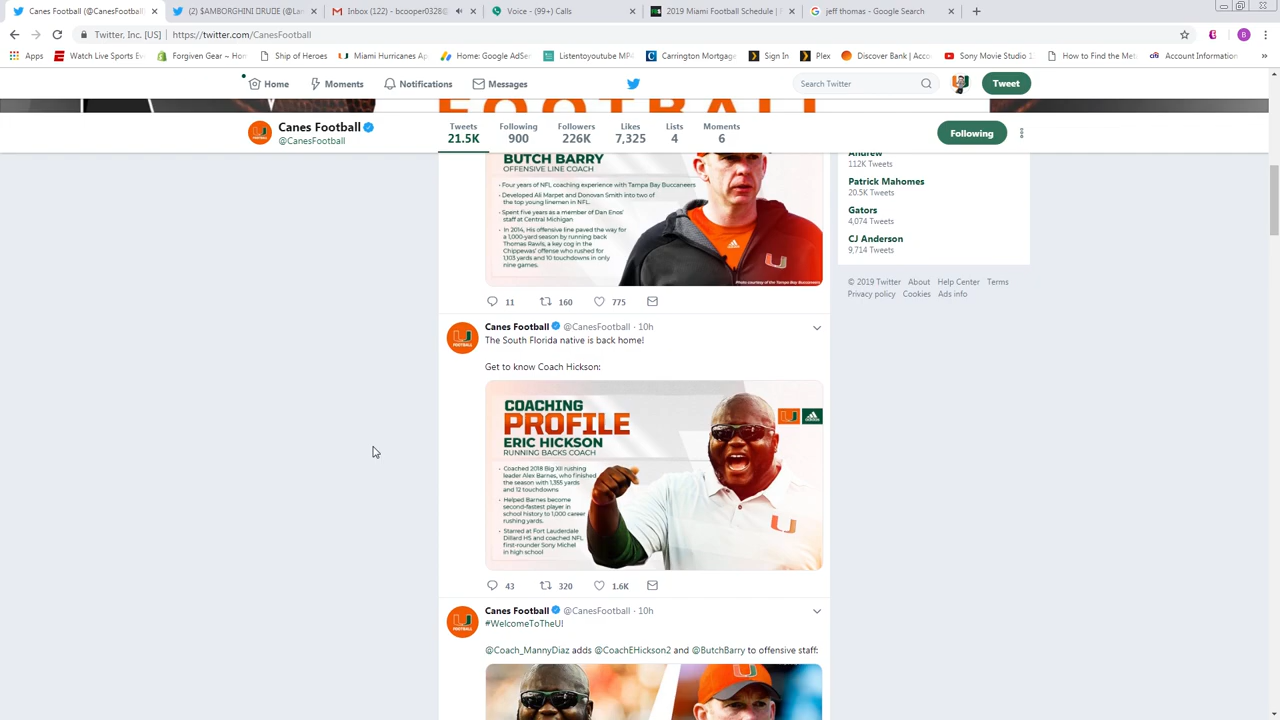 Canes Football (@CanesFootball) ×
(2) $AMBORGHINI DRUDE (@Lan ×
Inbox (122) - bcooper0328@ ×
Voice - (99+) Calls ×
2019 Miami Football Schedule | ×
jeff thomas - Google Search ×
Twitter, Inc. [US] | https://twitter.com/CanesFootball
Apps
Watch Live Sports Eve
Forgiven Gear – Hom
Ship of Heroes
Miami Hurricanes Ap
Home: Google AdSer
Listentoyoutube MP4
Carrington Mortgage
Sign In
Plex
Discover Bank | Acco
Sony Movie Studio 1
How to Find the Met
Account Information
»
Home
Moments
Notifications
Messages
Search Twitter
Tweet
FOOTBALL
Canes Football
@CanesFootball
Tweets
21.5K
Following
900
Followers
226K
Likes
7,325
Lists
4
Moments
6
Following
BUTCH BARRY
OFFENSIVE LINE COACH
• Four years of NFL coaching experience with Tampa Bay Buccaneers
• Developed Ali Marpet and Donovan Smith into two of
the top young linemen in NFL.
• Spent five years as a member of Dan Enos'
staff at Central Michigan
• In 2014, His offensive line paved the way for
a 1,000-yard season by running back
Thomas Rawls, a key cog in the
Chippewas' offense who rushed for
1,103 yards and 10 touchdowns in only
nine games.
Photo courtesy of the Tampa Bay Buccaneers
11 160 775
Canes Football @CanesFootball · 10h
The South Florida native is back home!
Get to know Coach Hickson:
COACHING
PROFILE
ERIC HICKSON
RUNNING BACKS COACH
• Coached 2018 Big XII rushing
leader Alex Barnes, who finished
the season with 1,355 yards
and 12 touchdowns
• Helped Barnes become
second-fastest player in
school history to 1,000 career
rushing yards.
• Starred at Fort Lauderdale
Dillard HS and coached NFL
first-rounder Sony Michel
in high school
43 320 1.6K
Canes Football @CanesFootball · 10h
#WelcomeToTheU!
@Coach_MannyDiaz adds @CoachEHickson2 and @ButchBarry to offensive staff:
Andrew
112K Tweets
Patrick Mahomes
20.5K Tweets
Gators
4,074 Tweets
CJ Anderson
9,714 Tweets
© 2019 Twitter About Help Center Terms
Privacy policy Cookies Ads info